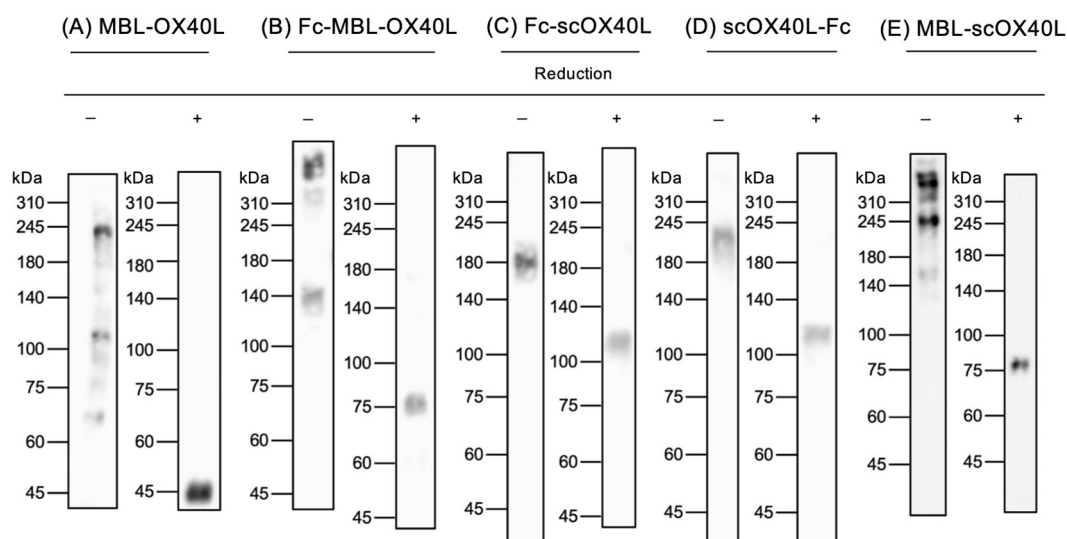 (A) MBL-OX40L (B) Fc-MBL-OX40L (C) Fc-scOX40L (D) scOX40L-Fc (E) MBL-scOX40L
Reduction
– + – + – + – + – +
kDa kDa kDa kDa kDa kDa kDa kDa kDa kDa
310 310 310 310 310 310 310 310 310 310
245 245 245 245 245 245 245 245 245 245
180 180 180 180 180 180 180 180 180 180
140 140 140 140 140 140 140 140 140 140
100 100 100 100 100 100 100 100 100 100
75 75 75 75 75 75 75 75 75 75
60 60 60 60 60 60 60 60 60 60
45 45 45 45 45 45 45 45 45 45